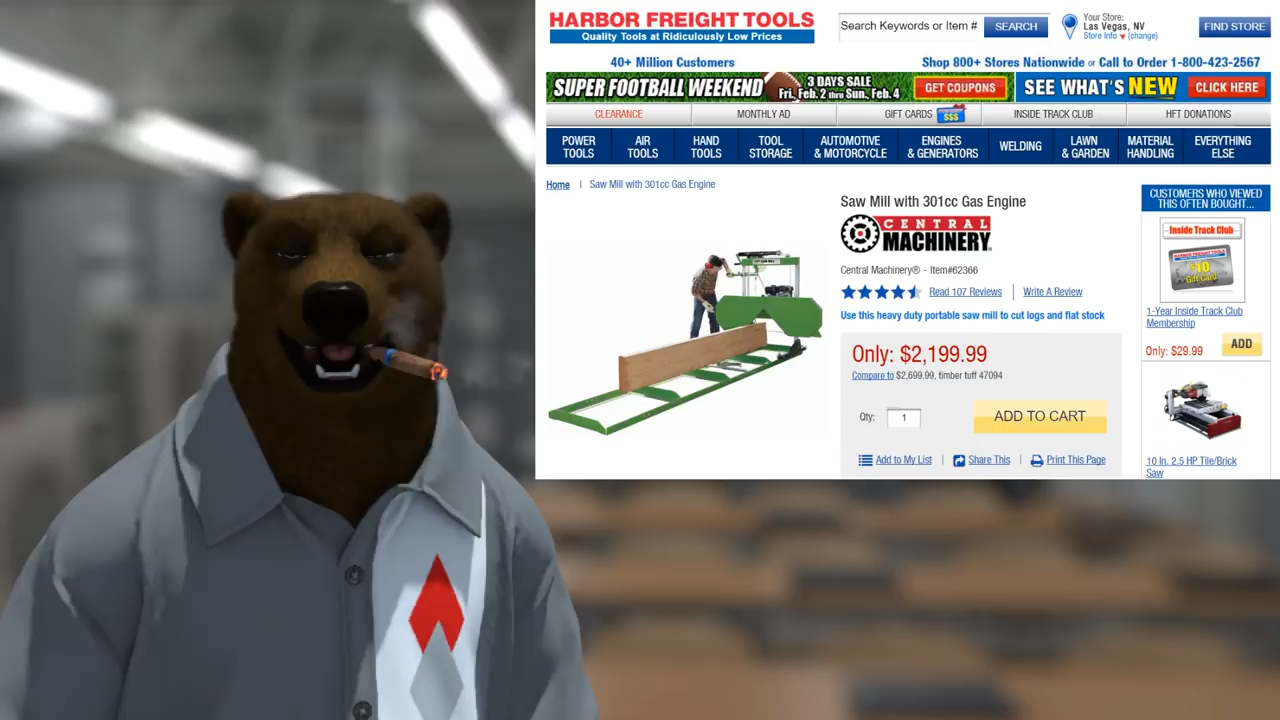 HARBOR FREIGHT TOOLS
Quality Tools at Ridiculously Low Prices
Search Keywords or Item #
SEARCH
Your Store:
Las Vegas, NV
Store Info (change)
FIND STORE
40+ Million Customers
Shop 800+ Stores Nationwide or Call to Order 1-800-423-2567
SUPER FOOTBALL WEEKEND
3 DAYS SALE
Fri., Feb. 2 thru Sun., Feb. 4
GET COUPONS
SEE WHAT'S NEW
CLICK HERE
CLEARANCE
MONTHLY AD
GIFT CARDS
$$$
INSIDE TRACK CLUB
HFT DONATIONS
POWER
TOOLS
AIR
TOOLS
HAND
TOOLS
TOOL
STORAGE
AUTOMOTIVE
& MOTORCYCLE
ENGINES
& GENERATORS
WELDING
LAWN
& GARDEN
MATERIAL
HANDLING
EVERYTHING
ELSE
Home | Saw Mill with 301cc Gas Engine
Saw Mill with 301cc Gas Engine
CENTRAL
MACHINERY®
Central Machinery® - Item#62366
Read 107 Reviews | Write A Review
Use this heavy duty portable saw mill to cut logs and flat stock
Only: $2,199.99
Compare to $2,699.99, timber tuff 47094
Qty:
1
ADD TO CART
Add to My List | Share This | Print This Page
CUSTOMERS WHO VIEWED
THIS OFTEN BOUGHT...
Inside Track Club
$10
Gift Card
1-Year Inside Track Club
Membership
Only: $29.99
ADD
10 In. 2.5 HP Tile/Brick
Saw